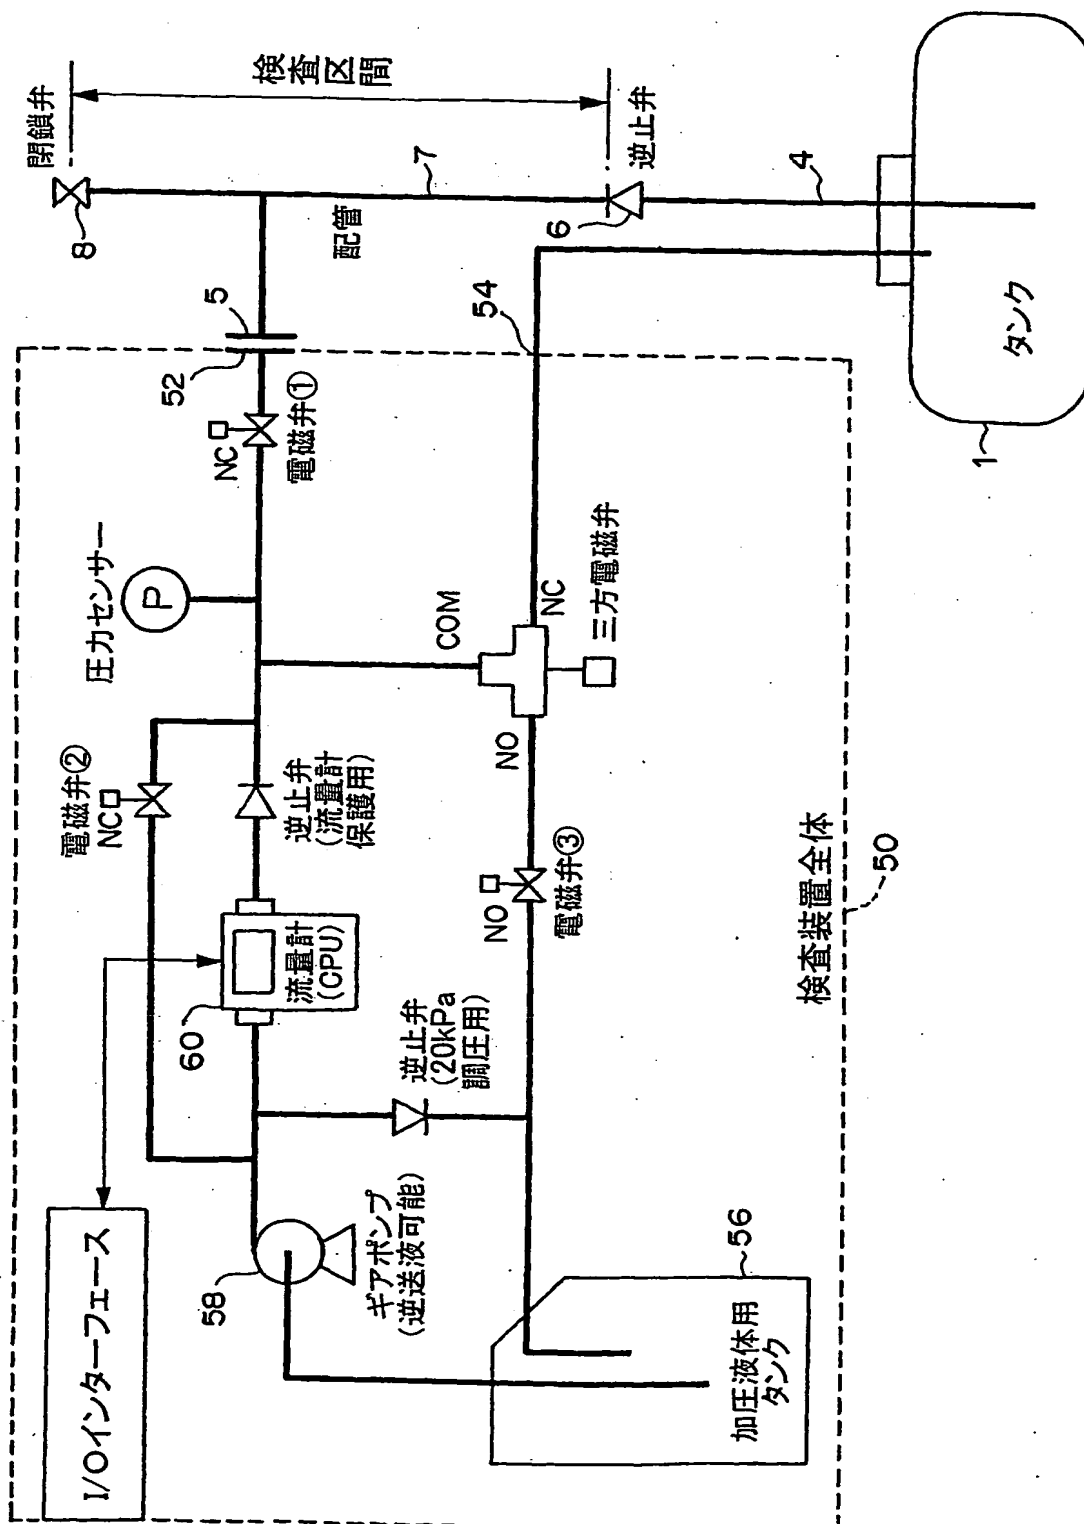 I/Oインターフェース
電磁弁②
NC
圧力センサー
P
NC
電磁弁①
52
5
閉鎖弁
8
検査区間
配管
7
逆止弁
6
4
60
流量計
(CPU)
逆止弁
(流量計
保護用)
COM
NC
三方電磁弁
NO
54
58
ギアポンプ
(逆送液可能)
逆止弁
(20kPa
調圧用)
NO
電磁弁③
タンク
1
56
加圧液体用
タンク
検査装置全体
50